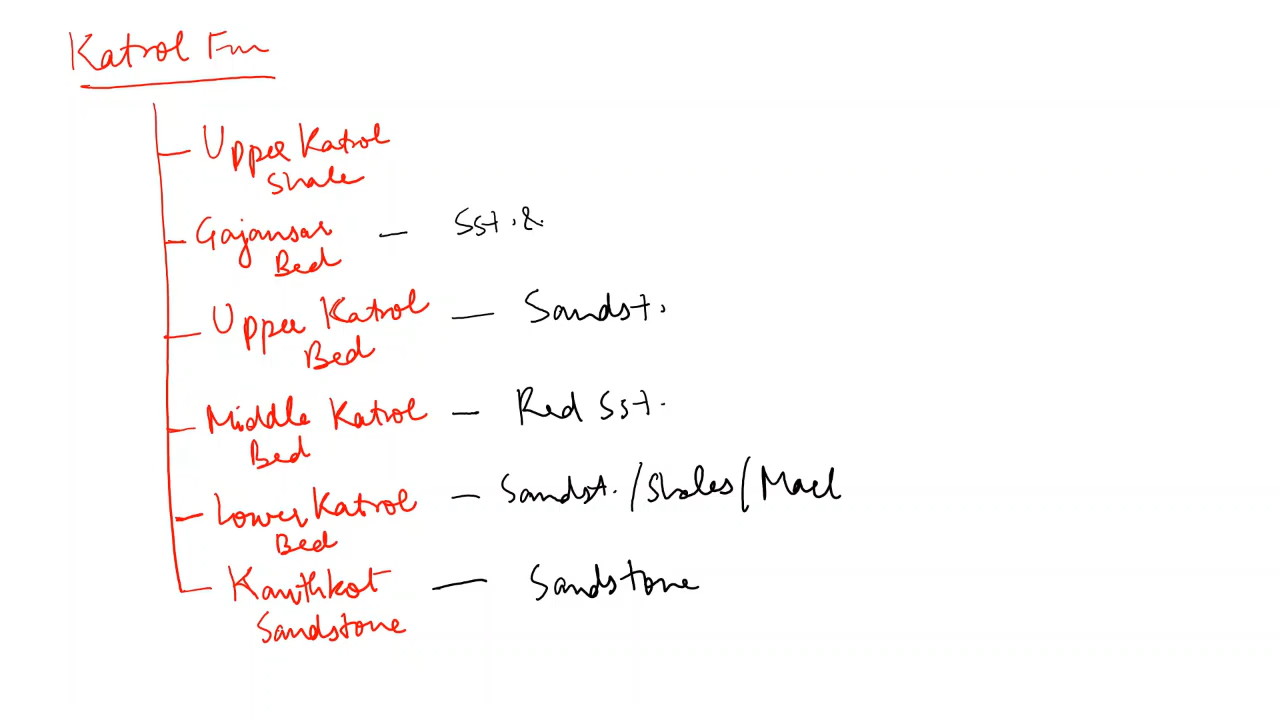 Katrol Fm
Upper Katrol
Shale
Gajansar — Sst. &
Bed
Upper Katrol — Sandst.
Bed
Middle Katrol — Red Sst.
Bed
Lower Katrol — Sandst. / Shales / Marl
Bed
Kanthkot — Sandstone
Sandstone